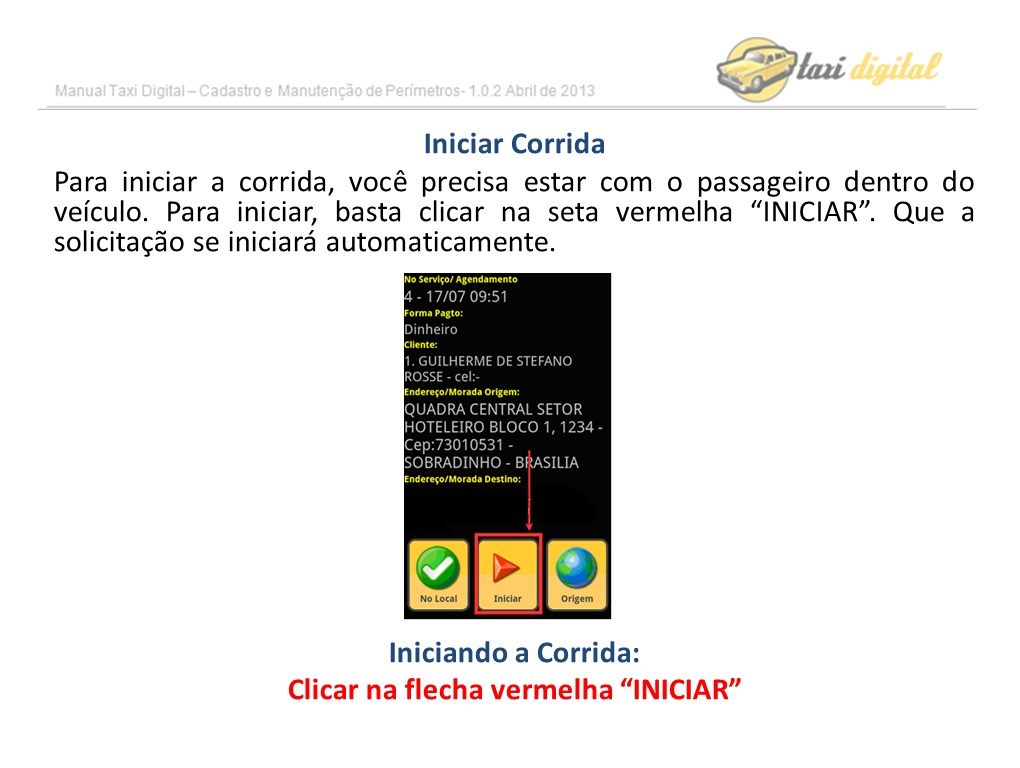 taxi digital
Manual Taxi Digital – Cadastro e Manutenção de Perímetros- 1.0.2 Abril de 2013
Iniciar Corrida
Para iniciar a corrida, você precisa estar com o passageiro dentro do
veículo. Para iniciar, basta clicar na seta vermelha “INICIAR”. Que a
solicitação se iniciará automaticamente.
No Serviço/ Agendamento
4 - 17/07 09:51
Forma Pagto:
Dinheiro
Cliente:
1. GUILHERME DE STEFANO
ROSSE - cel:-
Endereço/Morada Origem:
QUADRA CENTRAL SETOR
HOTELEIRO BLOCO 1, 1234 -
Cep:73010531 -
SOBRADINHO - BRASILIA
Endereço/Morada Destino:
No Local
Iniciar
Origem
Iniciando a Corrida:
Clicar na flecha vermelha “INICIAR”